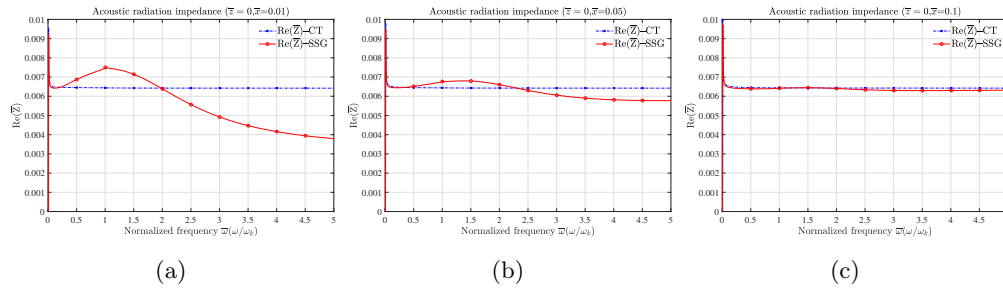 Acoustic radiation impedance (z̅ = 0,x̅=0.01)
0.01
0.009
0.008
0.007
0.006
0.005
0.004
0.003
0.002
0.001
0
Re(Z̅)
Re(Z̅)–CT
Re(Z̅)–SSG
0 0.5 1 1.5 2 2.5 3 3.5 4 4.5 5
Normalized frequency ω̅(ω/ωₖ)
(a)
Acoustic radiation impedance (z̅ = 0,x̅=0.05)
0.01
0.009
0.008
0.007
0.006
0.005
0.004
0.003
0.002
0.001
0
Re(Z̅)
Re(Z̅)–CT
Re(Z̅)–SSG
0 0.5 1 1.5 2 2.5 3 3.5 4 4.5 5
Normalized frequency ω̅(ω/ωₖ)
(b)
Acoustic radiation impedance (z̅ = 0,x̅=0.1)
0.01
0.009
0.008
0.007
0.006
0.005
0.004
0.003
0.002
0.001
0
Re(Z̅)
Re(Z̅)–CT
Re(Z̅)–SSG
0 0.5 1 1.5 2 2.5 3 3.5 4 4.5
Normalized frequency ω̅(ω/ωₖ)
(c)